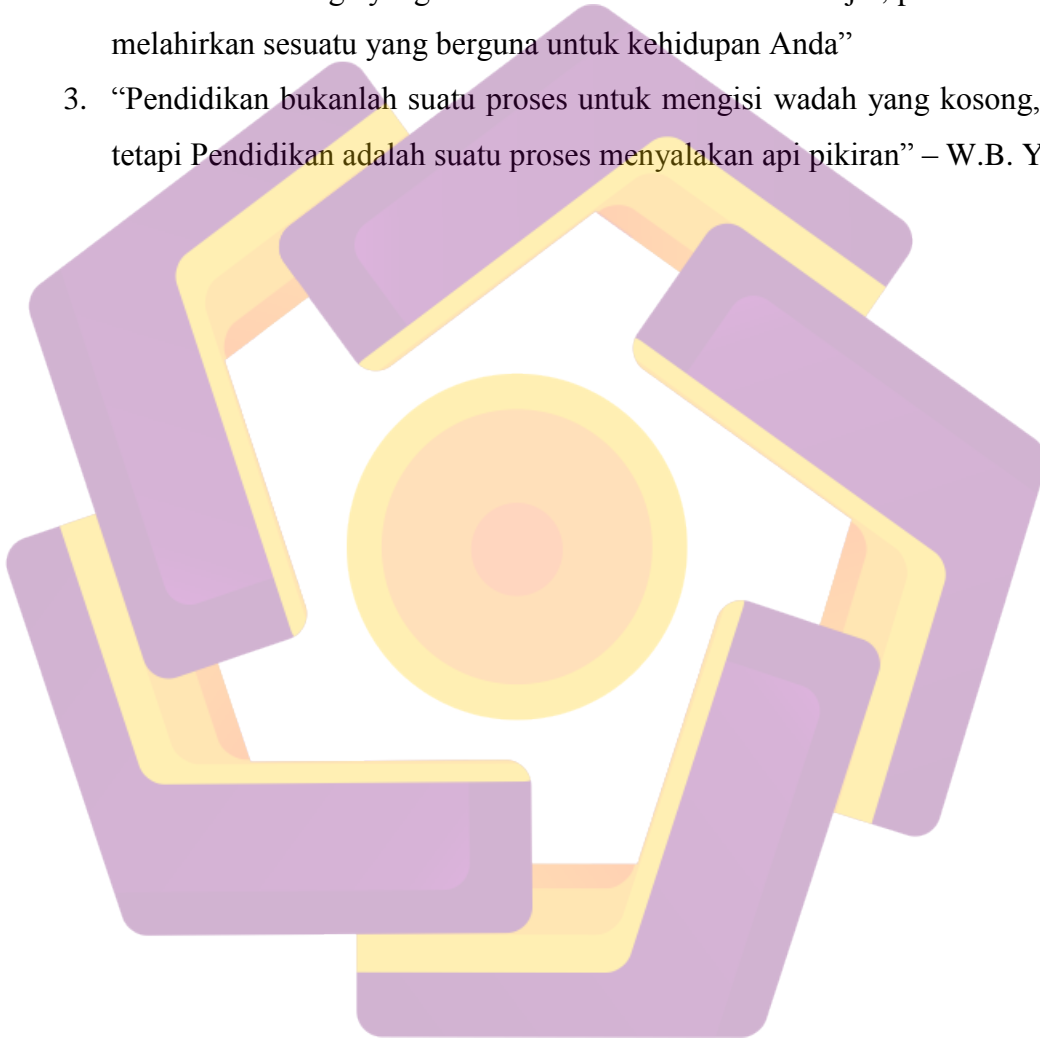 melahirkan sesuatu yang berguna untuk kehidupan Anda”
3. “Pendidikan bukanlah suatu proses untuk mengisi wadah yang kosong,
tetapi Pendidikan adalah suatu proses menyalakan api pikiran” – W.B. Y